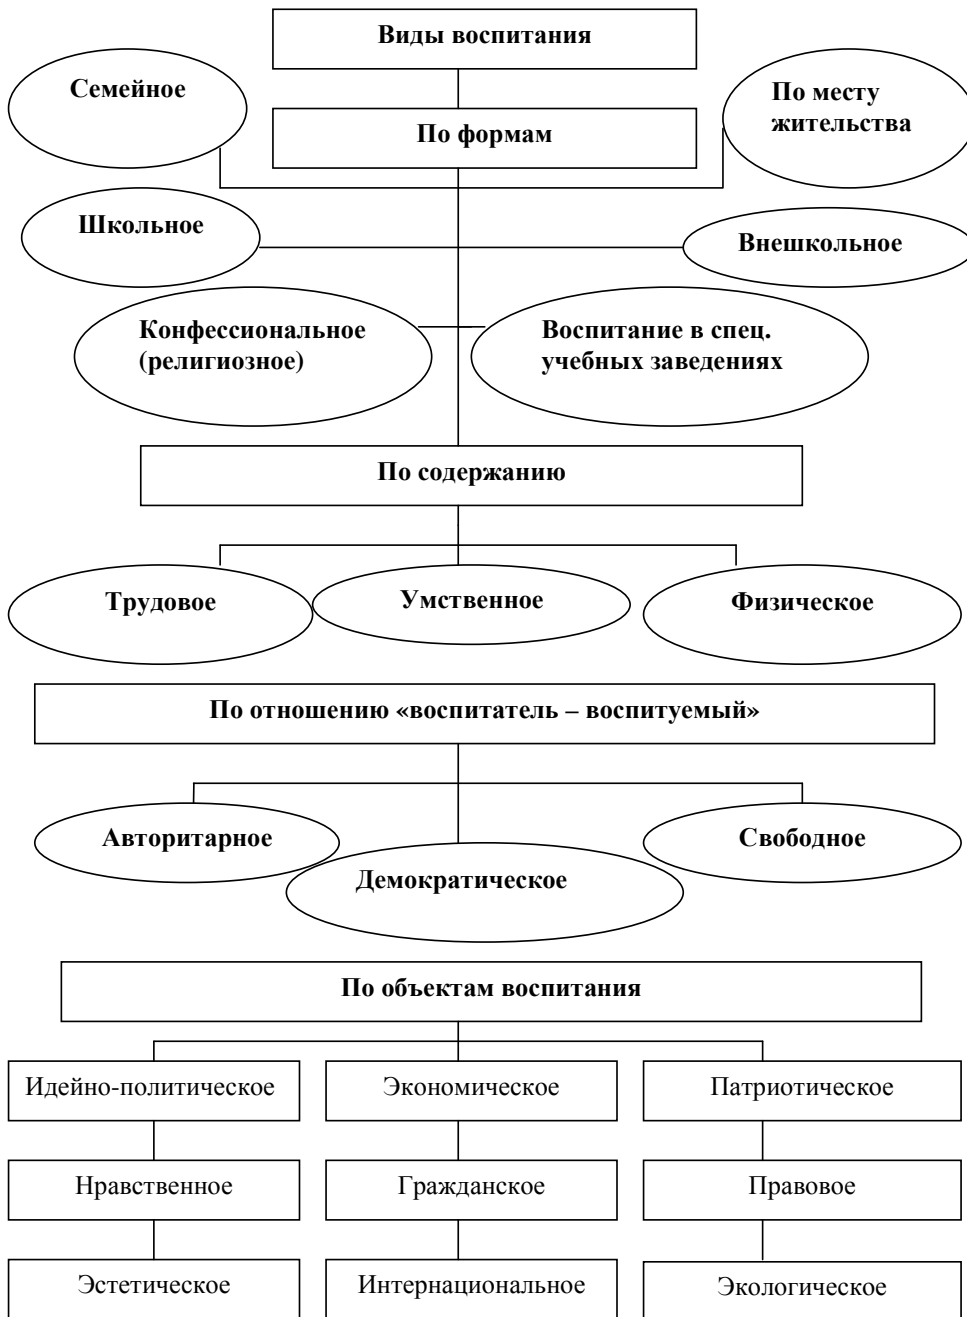 Виды воспитания
Семейное
По месту
жительства
По формам
Школьное
Внешкольное
Конфессиональное
(религиозное)
Воспитание в спец.
учебных заведениях
По содержанию
Трудовое
Умственное
Физическое
По отношению «воспитатель – воспитуемый»
Авторитарное
Свободное
Демократическое
По объектам воспитания
Идейно-политическое
Экономическое
Патриотическое
Нравственное
Гражданское
Правовое
Эстетическое
Интернациональное
Экологическое